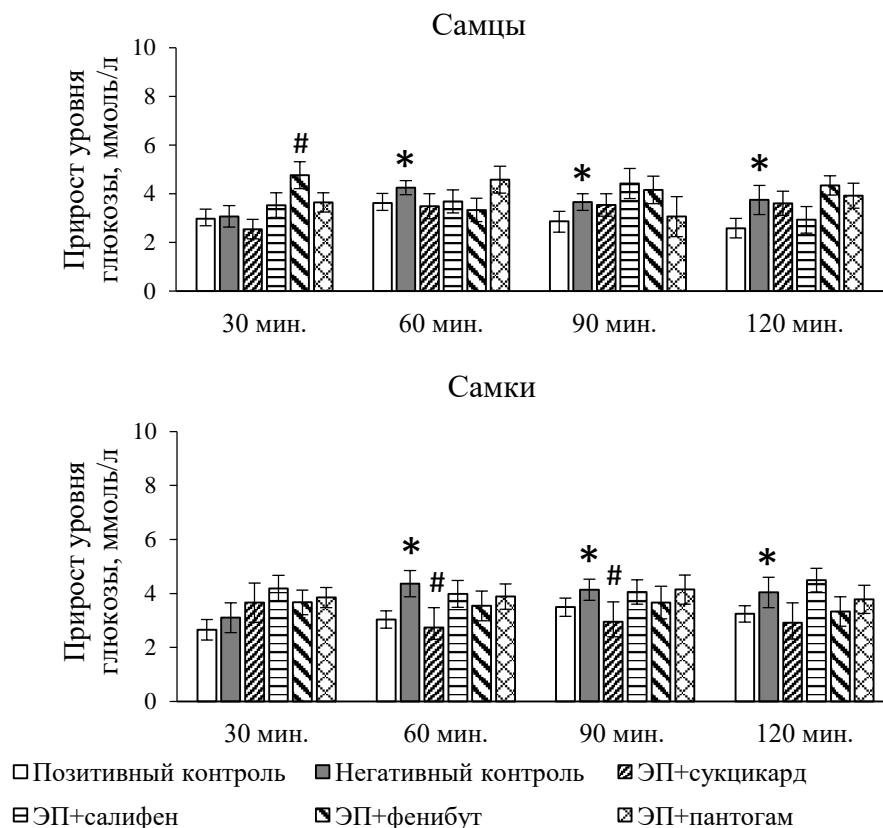 Самцы
Прирост уровня
глюкозы, ммоль/л
10
8
6
4
2
0
#
*
*
*
30 мин. 60 мин. 90 мин. 120 мин.
Самки
Прирост уровня
глюкозы, ммоль/л
10
8
6
4
2
0
*
#
*
#
*
30 мин. 60 мин. 90 мин. 120 мин.
Позитивный контроль Негативный контроль ЭП+сукцикард
ЭП+салифен ЭП+фенибут ЭП+пантогам